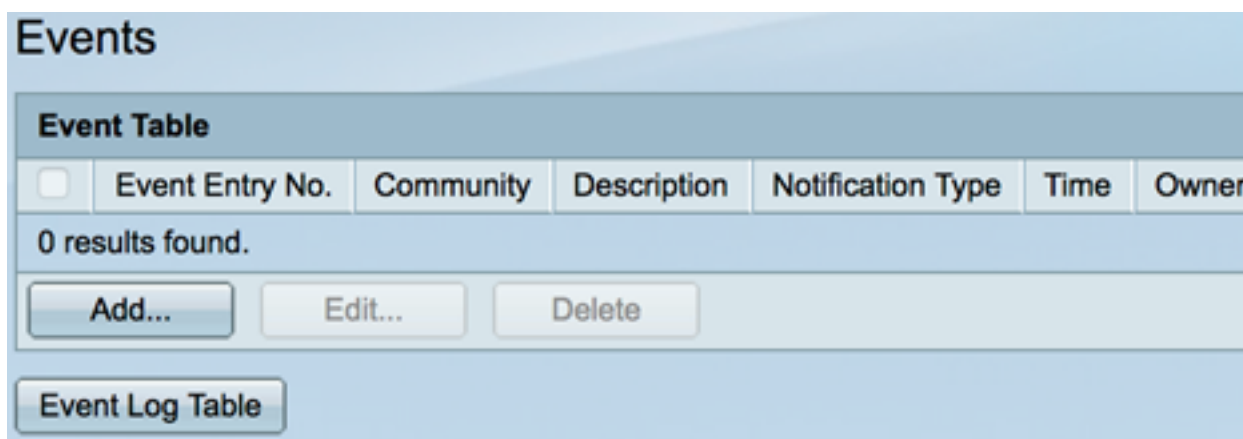 Events
Event Table
Event Entry No. Community Description Notification Type Time Owner
0 results found.
Add... Edit... Delete
Event Log Table